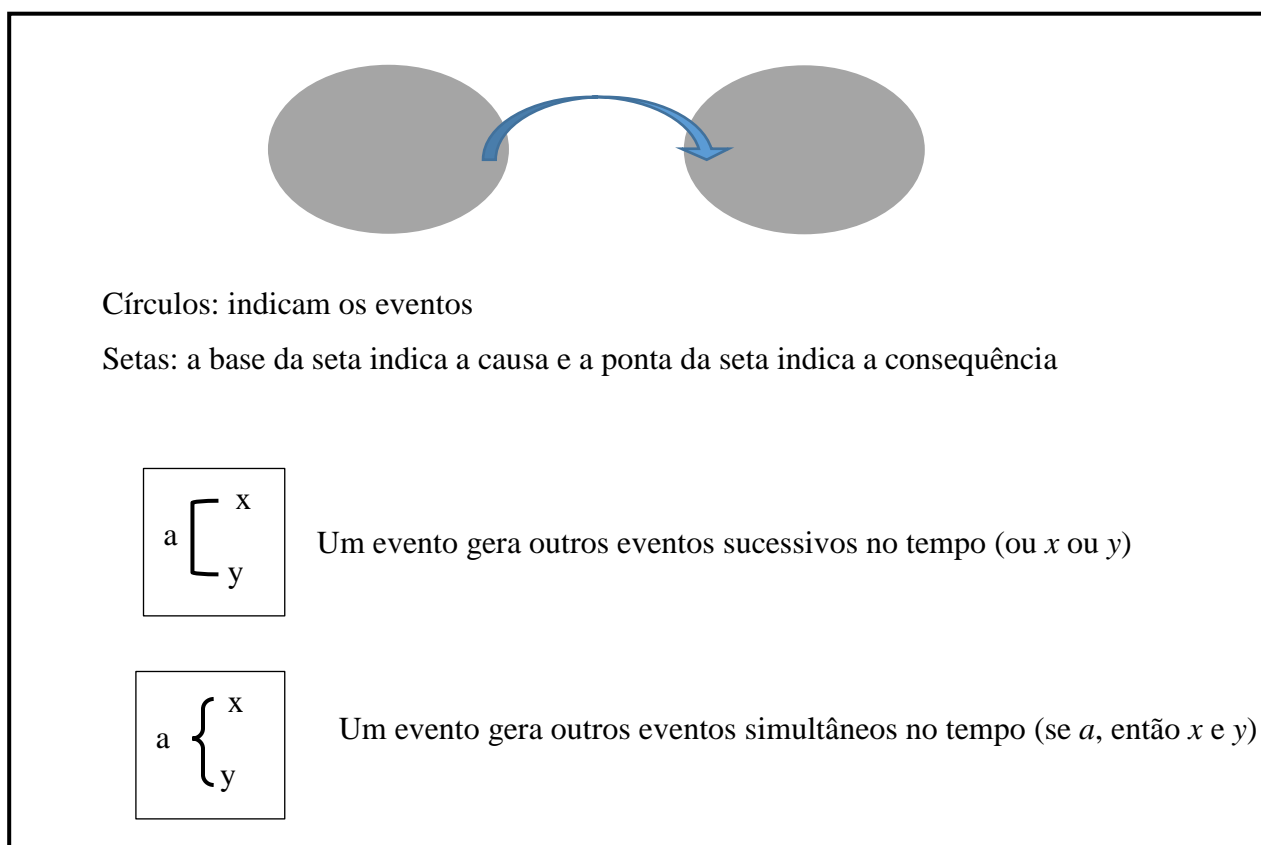 Círculos: indicam os eventos
Setas: a base da seta indica a causa e a ponta da seta indica a consequência
x
a
y
Um evento gera outros eventos sucessivos no tempo (ou x ou y)
x
a
y
Um evento gera outros eventos simultâneos no tempo (se a, então x e y)